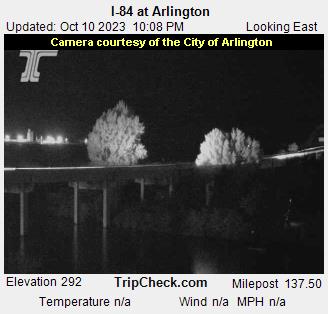 I-84 at Arlington
Updated: Oct 10 2023 10:08 PM Looking East
Camera courtesy of the City of Arlington
Elevation 292 TripCheck.com Milepost 137.50
Temperature n/a Wind n/a MPH n/a